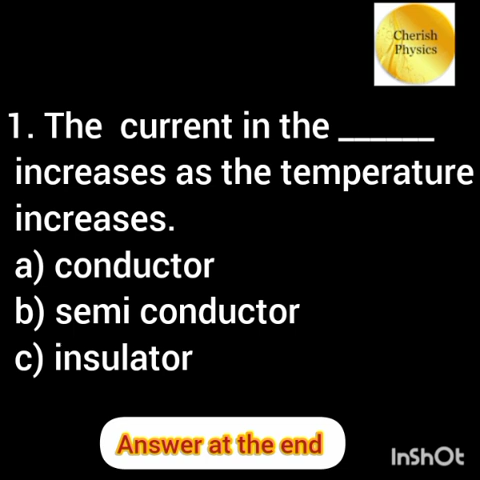 Cherish
Physics
1. The current in the ______
increases as the temperature
increases.
a) conductor
b) semi conductor
c) insulator
Answer at the end
InShOt